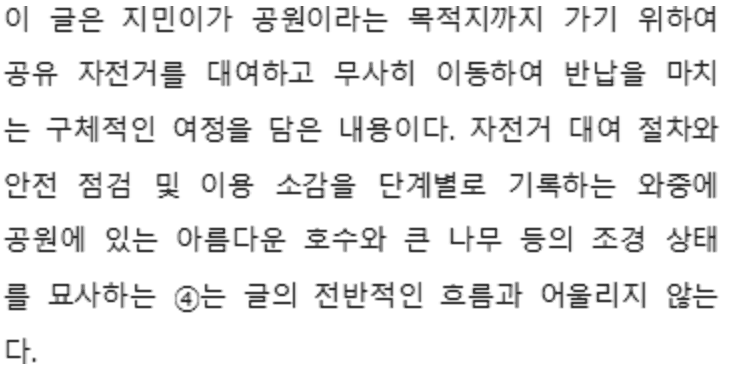 이 글은 지민이가 공원이라는 목적지까지 가기 위하여
공유 자전거를 대여하고 무사히 이동하여 반납을 마치
는 구체적인 여정을 담은 내용이다. 자전거 대여 절차와
안전 점검 및 이용 소감을 단계별로 기록하는 와중에
공원에 있는 아름다운 호수와 큰 나무 등의 조경 상태
를 묘사하는 ④는 글의 전반적인 흐름과 어울리지 않는
다.